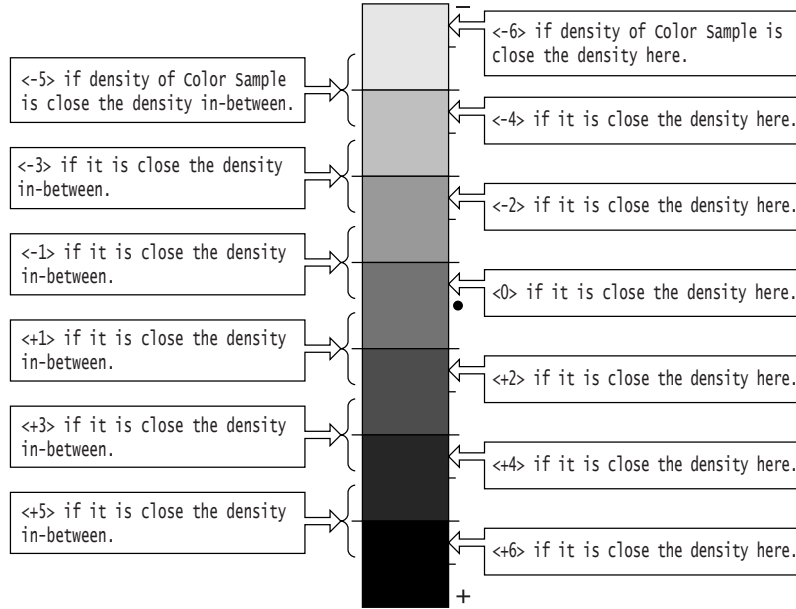 −
<-6> if density of Color Sample is
close the density here.
<-5> if density of Color Sample
is close the density in-between.
<-4> if it is close the density here.
<-3> if it is close the density
in-between.
<-2> if it is close the density here.
<-1> if it is close the density
in-between.
<0> if it is close the density here.
<+1> if it is close the density
in-between.
<+2> if it is close the density here.
<+3> if it is close the density
in-between.
<+4> if it is close the density here.
<+5> if it is close the density
in-between.
<+6> if it is close the density here.
+